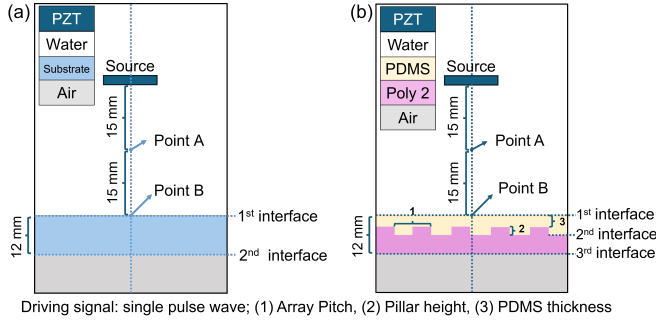 (a)
PZT
Water
Substrate
Air
Source
15 mm
Point A
15 mm
Point B
1st interface
12 mm
2nd interface
(b)
PZT
Water
PDMS
Poly 2
Air
Source
15 mm
Point A
15 mm
Point B
1st interface
1
3
2
2nd interface
12 mm
3rd interface
Driving signal: single pulse wave; (1) Array Pitch, (2) Pillar height, (3) PDMS thickness